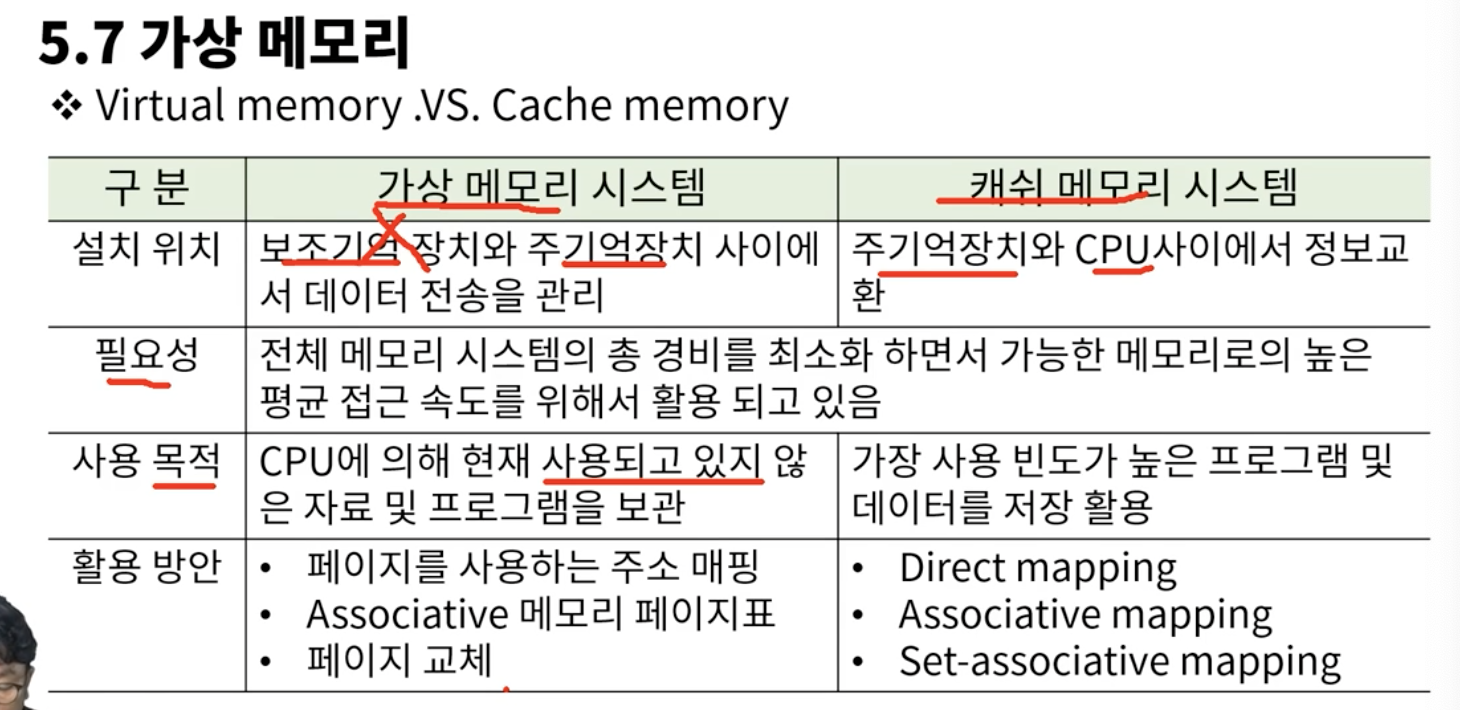 5.7 가상 메모리
❖ Virtual memory .VS. Cache memory
구 분 가상 메모리 시스템 캐쉬 메모리 시스템
설치 위치
보조기억 장치와 주기억장치 사이에
서 데이터 전송을 관리
주기억장치와 CPU사이에서 정보교
환
필요성
전체 메모리 시스템의 총 경비를 최소화 하면서 가능한 메모리로의 높은
평균 접근 속도를 위해서 활용 되고 있음
사용 목적
CPU에 의해 현재 사용되고 있지 않
은 자료 및 프로그램을 보관
가장 사용 빈도가 높은 프로그램 및
데이터를 저장 활용
활용 방안
• 페이지를 사용하는 주소 매핑
• Associative 메모리 페이지표
• 페이지 교체
• Direct mapping
• Associative mapping
• Set-associative mapping